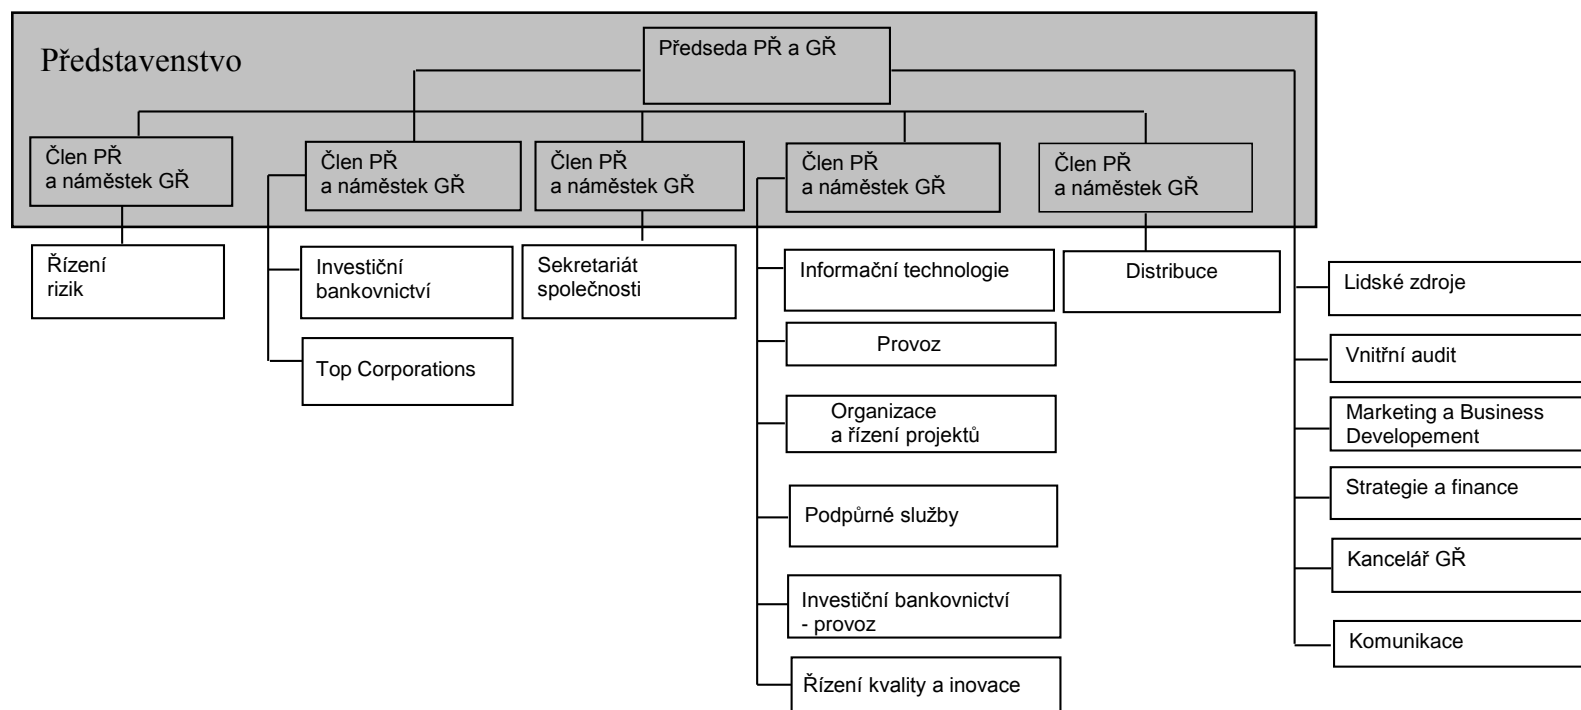 Představenstvo
Předseda PŘ a GŘ
Člen PŘ
a náměstek GŘ
Člen PŘ
a náměstek GŘ
Člen PŘ
a náměstek GŘ
Člen PŘ
a náměstek GŘ
Člen PŘ
a náměstek GŘ
Řízení
rizik
Investiční
bankovnictví
Top Corporations
Sekretariát
společnosti
Informační technologie
Provoz
Organizace
a řízení projektů
Podpůrné služby
Investiční bankovnictví
- provoz
Řízení kvality a inovace
Distribuce
Lidské zdroje
Vnitřní audit
Marketing a Business
Developement
Strategie a finance
Kancelář GŘ
Komunikace